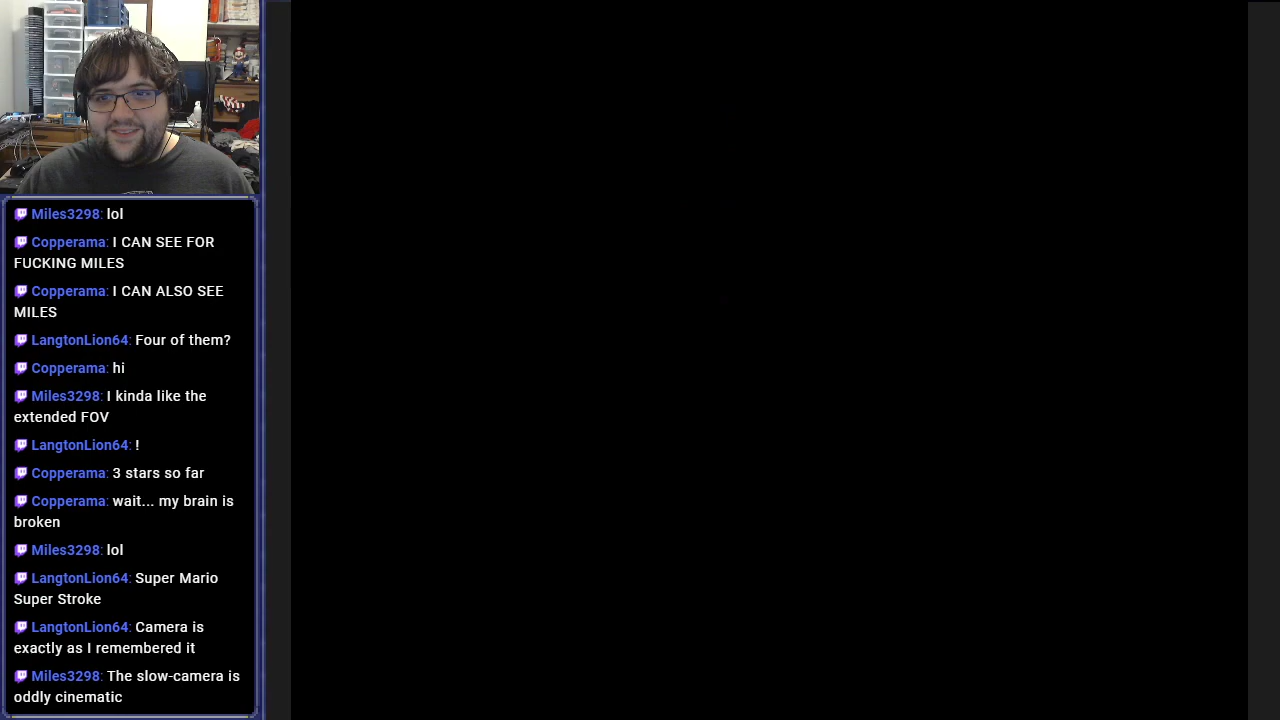 Miles3298: lol
Copperama: I CAN SEE FOR
FUCKING MILES
Copperama: I CAN ALSO SEE
MILES
LangtonLion64: Four of them?
Copperama: hi
Miles3298: I kinda like the
extended FOV
LangtonLion64: !
Copperama: 3 stars so far
Copperama: wait... my brain is
broken
Miles3298: lol
LangtonLion64: Super Mario
Super Stroke
LangtonLion64: Camera is
exactly as I remembered it
Miles3298: The slow-camera is
oddly cinematic